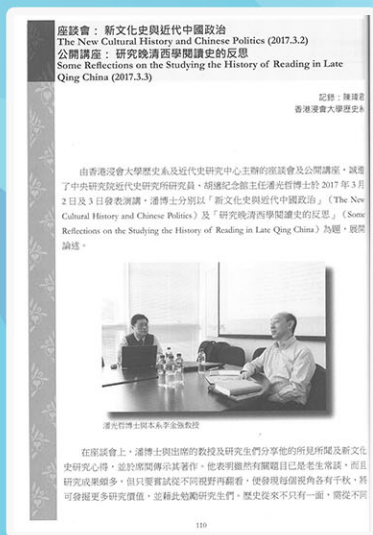 座談會：新文化史與近代中國政治
The New Cultural History and Chinese Politics (2017.3.2)
公開講座：研究晚清西學閱讀史的反思
Some Reflections on the Studying the History of Reading in Late
Qing China (2017.3.3)
記錄：陳瑋
香港浸會大學歷史
由香港浸會大學歷史系及近代史研究中心主辦的座談會及公開講座，誠邀
了中央研究院近代史研究所研究員、胡適紀念館主任潘光哲博士於 2017 年 3 月
2 日及 3 日發表演講，潘博士分別以「新文化史與近代中國政治」（The New
Cultural History and Chinese Politics）及「研究晚清西學閱讀史的反思」（Some
Reflections on the Studying the History of Reading in Late Qing China）為題，展開
論述。
潘光哲博士與本系李金強教授
在座談會上，潘博士與出席的教授及研究生們分享他的所見所聞及新文化
史研究心得，並於席間傳示其著作。他表明雖然有關題目已是老生常談，而且
研究成果頗多，但只要嘗試從不同視野再翻看，便發現每個視角各有千秋，將
可發掘更多研究價值。並藉此勉勵研究生們，歷史從來不只有一面，需從不同
110